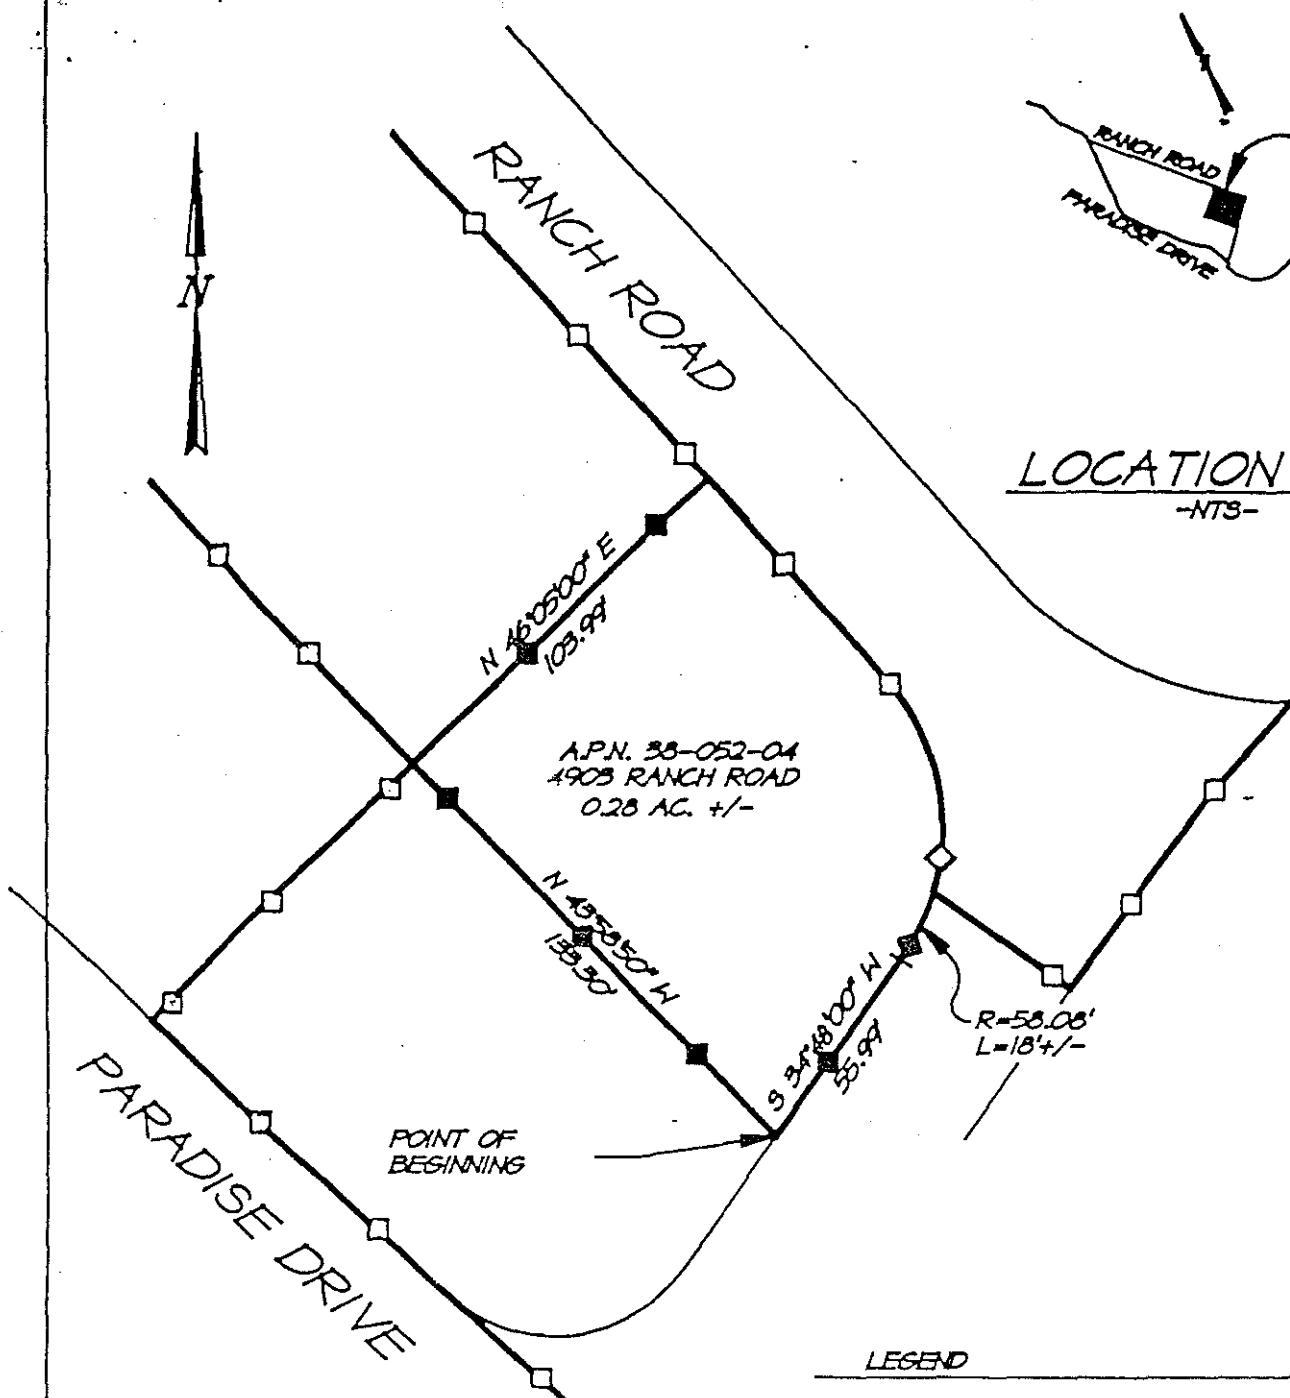 RANCH ROAD
RANCH ROAD
PARADISE DRIVE
N
LOCATION
-NTS-
N 46°05'00" E
103.99'
A.P.N. 38-052-04
4903 RANCH ROAD
0.28 AC. +/-
N 43°58'50" W
133.30'
S 34°48'00" W
55.99'
R=58.08'
L=18'+/-
POINT OF
BEGINNING
PARADISE DRIVE
LEGEND